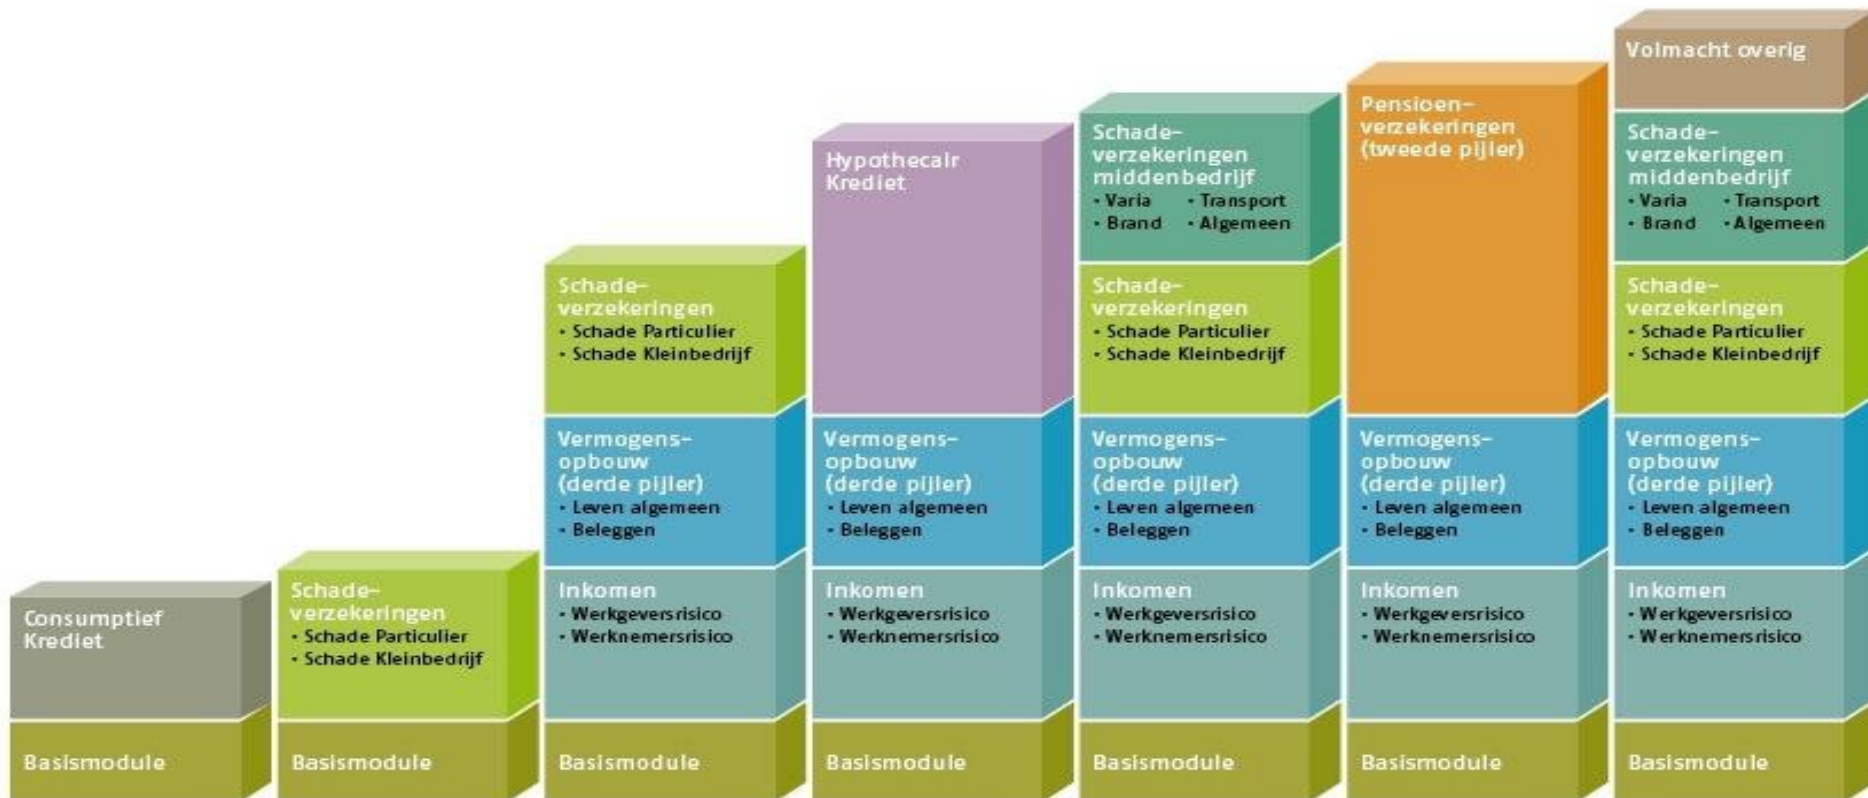 Consumptief
Krediet
Basismodule
Schade-
verzekeringen
· Schade Particulier
· Schade Kleinbedrijf
Basismodule
Schade-
verzekeringen
· Schade Particulier
· Schade Kleinbedrijf
Vermogens-
opbouw
(derde pijler)
· Leven algemeen
· Beleggen
Inkomen
· Werkgeversrisico
· Werknemersrisico
Basismodule
Hypothecair
Krediet
Vermogens-
opbouw
(derde pijler)
· Leven algemeen
· Beleggen
Inkomen
· Werkgeversrisico
· Werknemersrisico
Basismodule
Schade-
verzekeringen
middenbedrijf
· Varia · Transport
· Brand · Algemeen
Schade-
verzekeringen
· Schade Particulier
· Schade Kleinbedrijf
Vermogens-
opbouw
(derde pijler)
· Leven algemeen
· Beleggen
Inkomen
· Werkgeversrisico
· Werknemersrisico
Basismodule
Pensioen-
verzekeringen
(tweede pijler)
Vermogens-
opbouw
(derde pijler)
· Leven algemeen
· Beleggen
Inkomen
· Werkgeversrisico
· Werknemersrisico
Basismodule
Volmacht overig
Schade-
verzekeringen
middenbedrijf
· Varia · Transport
· Brand · Algemeen
Schade-
verzekeringen
· Schade Particulier
· Schade Kleinbedrijf
Vermogens-
opbouw
(derde pijler)
· Leven algemeen
· Beleggen
Inkomen
· Werkgeversrisico
· Werknemersrisico
Basismodule